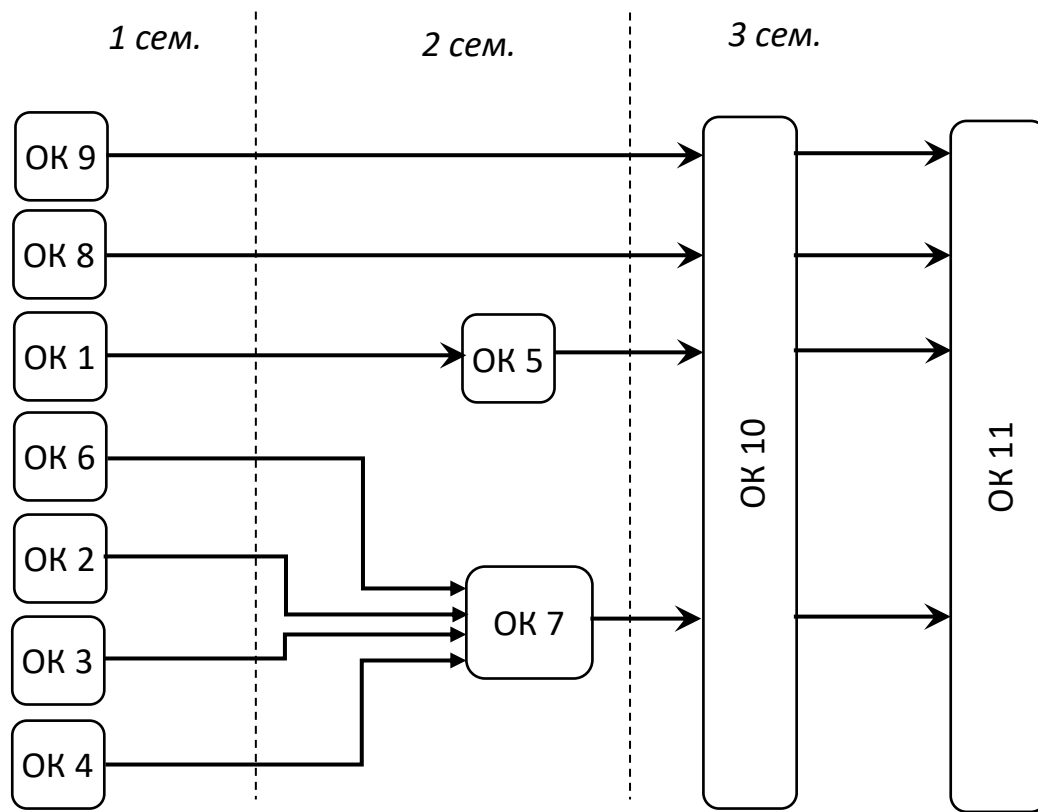 1 сем.
2 сем.
3 сем.
ОК 9
ОК 8
ОК 1
ОК 5
ОК 6
ОК 10
ОК 11
ОК 2
ОК 7
ОК 3
ОК 4